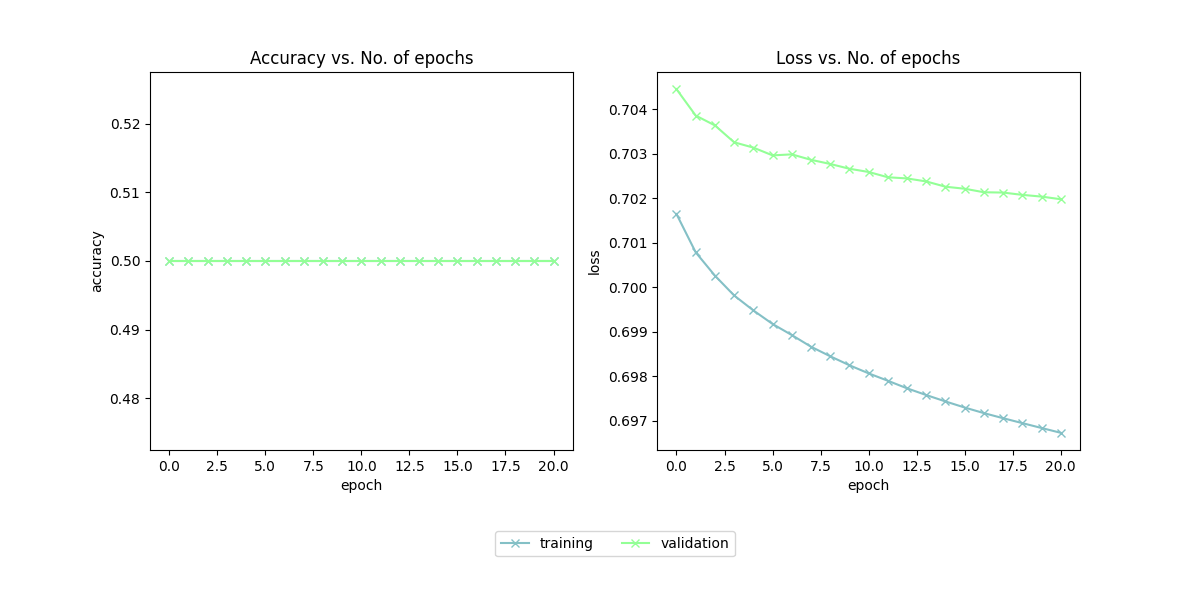 Accuracy vs. No. of epochs
0.52
0.51
0.50
0.49
0.48
accuracy
0.0 2.5 5.0 7.5 10.0 12.5 15.0 17.5 20.0
epoch
Loss vs. No. of epochs
0.704
0.703
0.702
0.701
0.700
0.699
0.698
0.697
loss
0.0 2.5 5.0 7.5 10.0 12.5 15.0 17.5 20.0
epoch
training validation